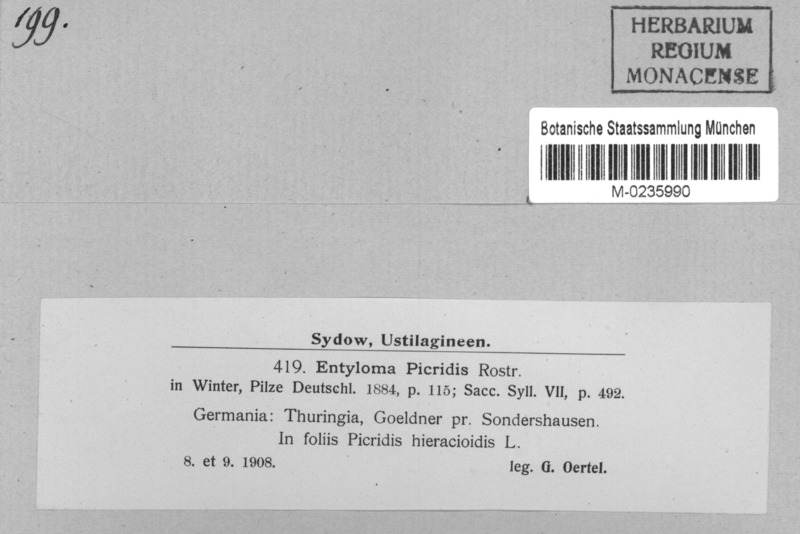 199.
HERBARIUM
REGIUM
MONACENSE
Botanische Staatssammlung München
M-0235990
Sydow, Ustilagineen.
419. Entyloma Picridis Rostr.
in Winter, Pilze Deutschl. 1884, p. 115; Sacc. Syll. VII, p. 492.
Germania: Thuringia, Goeldner pr. Sondershausen.
In foliis Picridis hieracioidis L.
8. et 9. 1908. leg. G. Oertel.